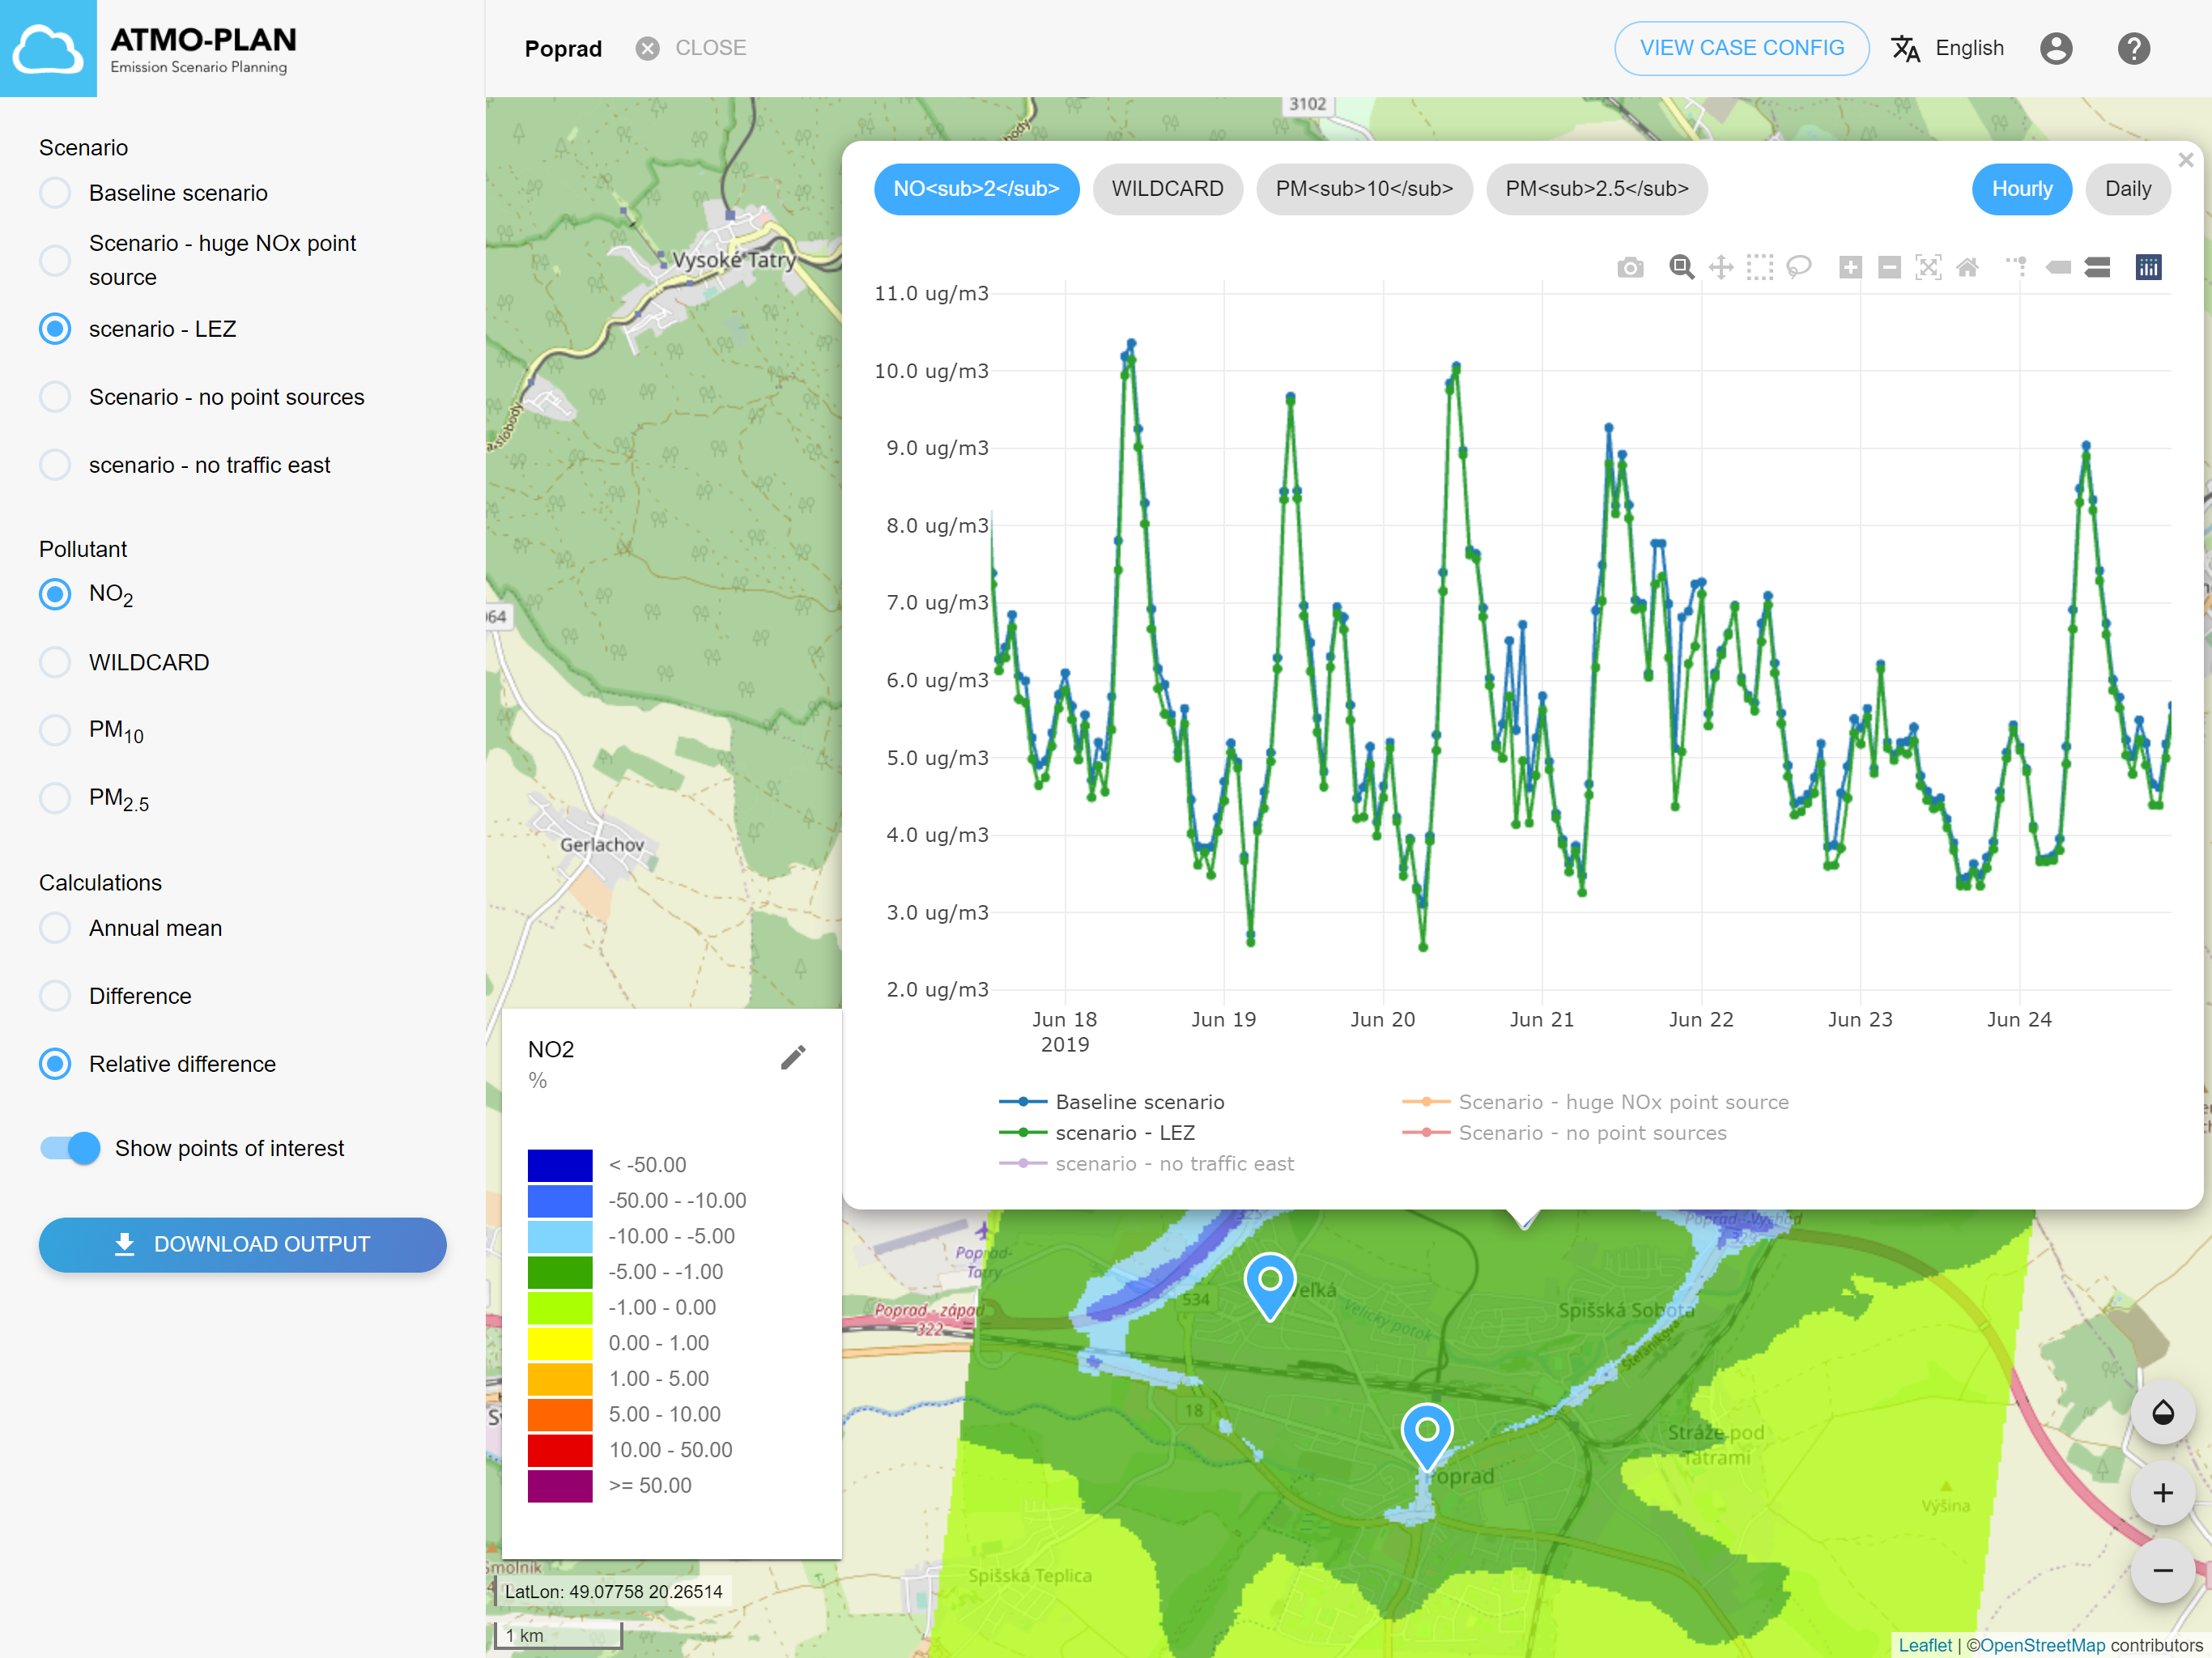 ATMO-PLAN
Emission Scenario Planning
Poprad
CLOSE
VIEW CASE CONFIG
English
Scenario
Baseline scenario
Scenario - huge NOx point
source
scenario - LEZ
Scenario - no point sources
scenario - no traffic east
Pollutant
NO2
WILDCARD
PM10
PM2.5
Calculations
Annual mean
Difference
Relative difference
Show points of interest
DOWNLOAD OUTPUT
3102
Vysoké Tatry
Gerlachov
NO<sub>2</sub>
WILDCARD
PM<sub>10</sub>
PM<sub>2.5</sub>
Hourly
Daily
11.0 ug/m3
10.0 ug/m3
9.0 ug/m3
8.0 ug/m3
7.0 ug/m3
6.0 ug/m3
5.0 ug/m3
4.0 ug/m3
3.0 ug/m3
2.0 ug/m3
Jun 18
2019
Jun 19
Jun 20
Jun 21
Jun 22
Jun 23
Jun 24
Baseline scenario
Scenario - huge NOx point source
scenario - LEZ
Scenario - no point sources
scenario - no traffic east
NO2
%
< -50.00
-50.00 - -10.00
-10.00 - -5.00
-5.00 - -1.00
-1.00 - 0.00
0.00 - 1.00
1.00 - 5.00
5.00 - 10.00
10.00 - 50.00
>= 50.00
Poprad-
Tatry
Poprad - západ
322
534
Veľká
Velický potok
Spišská Sobota
Štefánikova
Poprad - východ
18
Poprad
Stráže pod
Tatrami
Výšina
Spišská Teplica
LatLon: 49.07758 20.26514
1 km
Leaflet | ©OpenStreetMap contributors